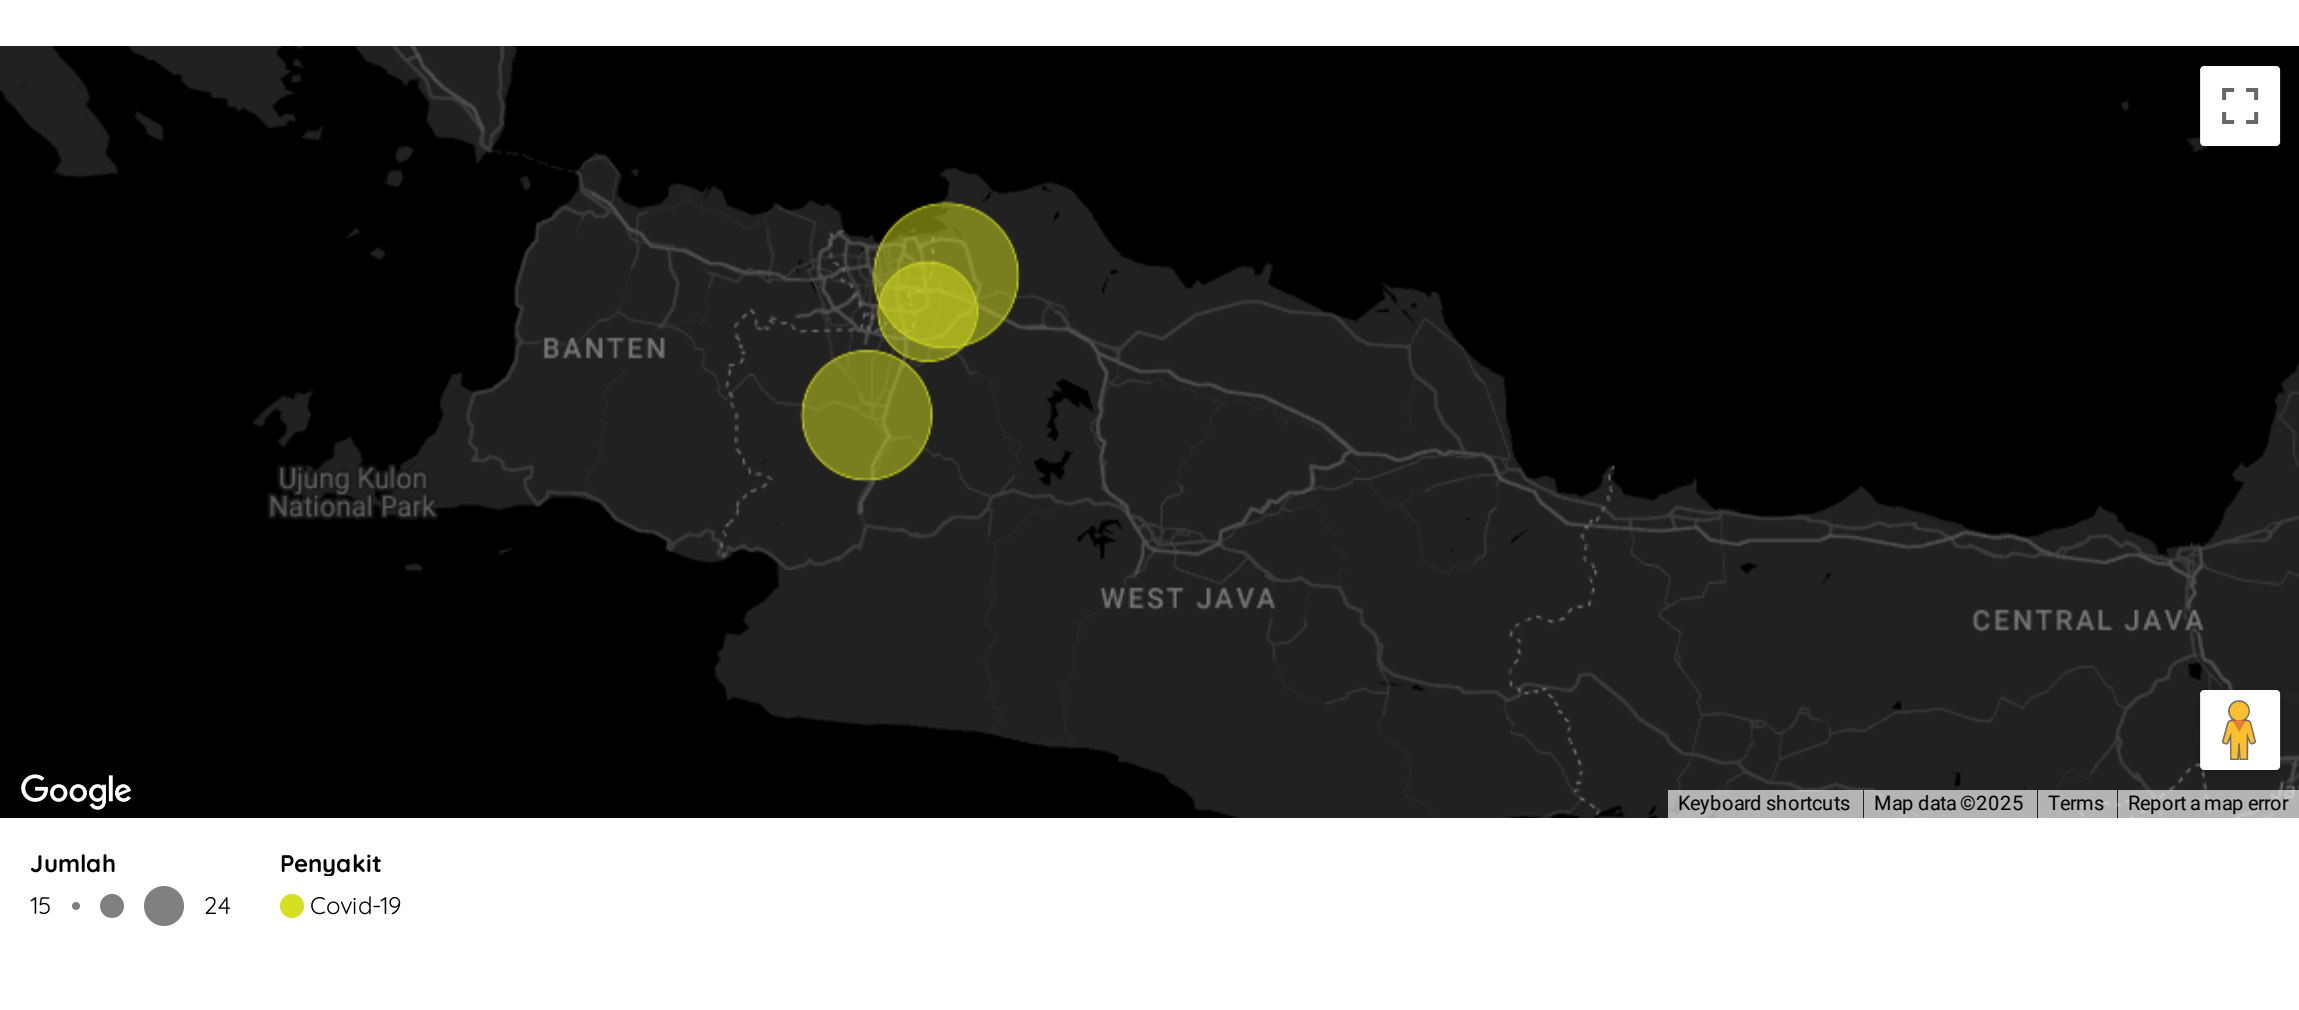 BANTEN
Ujung Kulon
National Park
WEST JAVA
CENTRAL JAVA
Google
Keyboard shortcuts
Map data ©2025
Terms
Report a map error
Jumlah
15
24
Penyakit
Covid-19